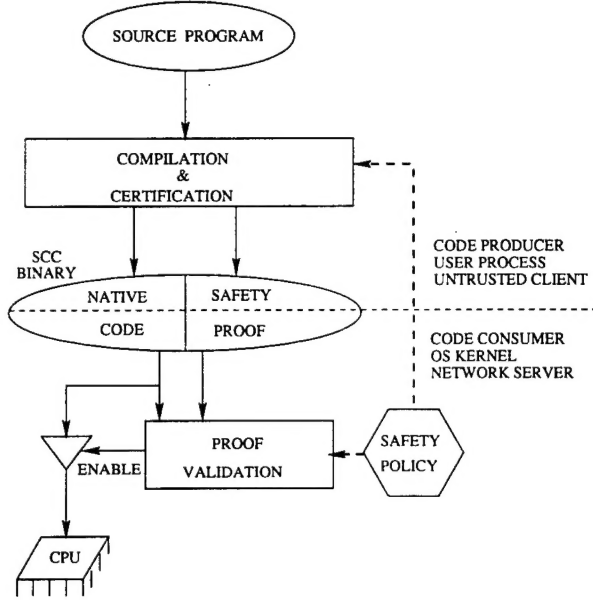 SOURCE PROGRAM
COMPILATION
&
CERTIFICATION
SCC
BINARY
NATIVE
SAFETY
CODE
PROOF
CODE PRODUCER
USER PROCESS
UNTRUSTED CLIENT
CODE CONSUMER
OS KERNEL
NETWORK SERVER
PROOF
VALIDATION
ENABLE
SAFETY
POLICY
CPU